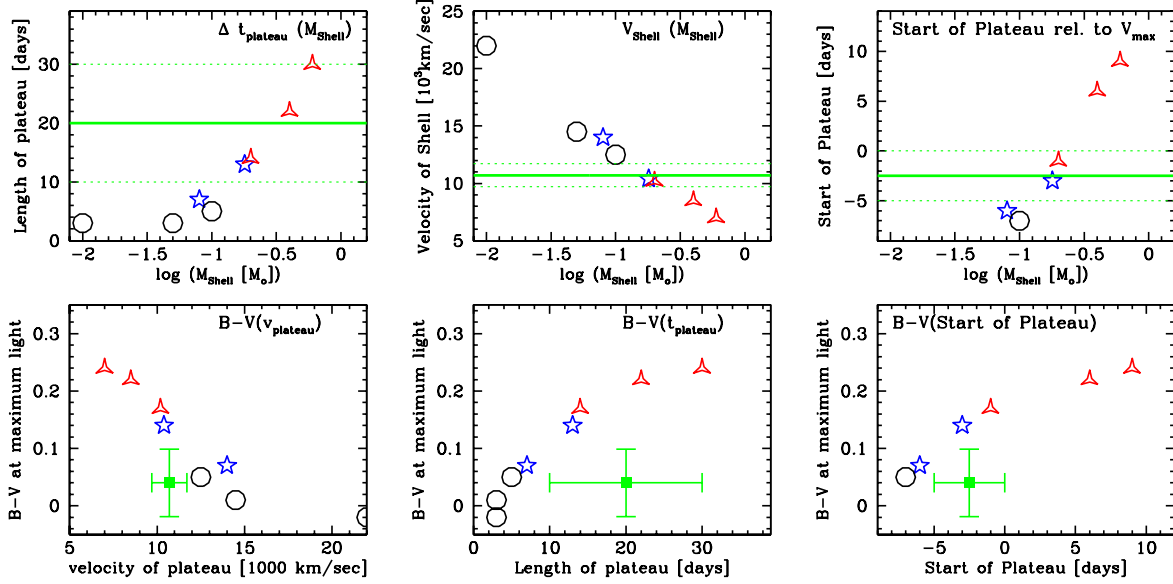 Δ t_plateau (M_Shell)
Length of plateau [days]
0
10
20
30
−2
−1.5
−1
−0.5
0
log (M_Shell [M_o])
V_Shell (M_Shell)
Velocity of Shell [10^3km/sec]
5
10
15
20
−2
−1.5
−1
−0.5
0
log (M_Shell [M_o])
Start of Plateau rel. to V_max
Start of Plateau [days]
−5
0
5
10
−2
−1.5
−1
−0.5
0
log (M_Shell [M_o])
B−V(v_plateau)
B−V at maximum light
0
0.1
0.2
0.3
5
10
15
20
velocity of plateau [1000 km/sec]
B−V(t_plateau)
B−V at maximum light
0
0.1
0.2
0.3
0
10
20
30
Length of plateau [days]
B−V(Start of Plateau)
B−V at maximum light
0
0.1
0.2
0.3
−5
0
5
10
Start of Plateau [days]